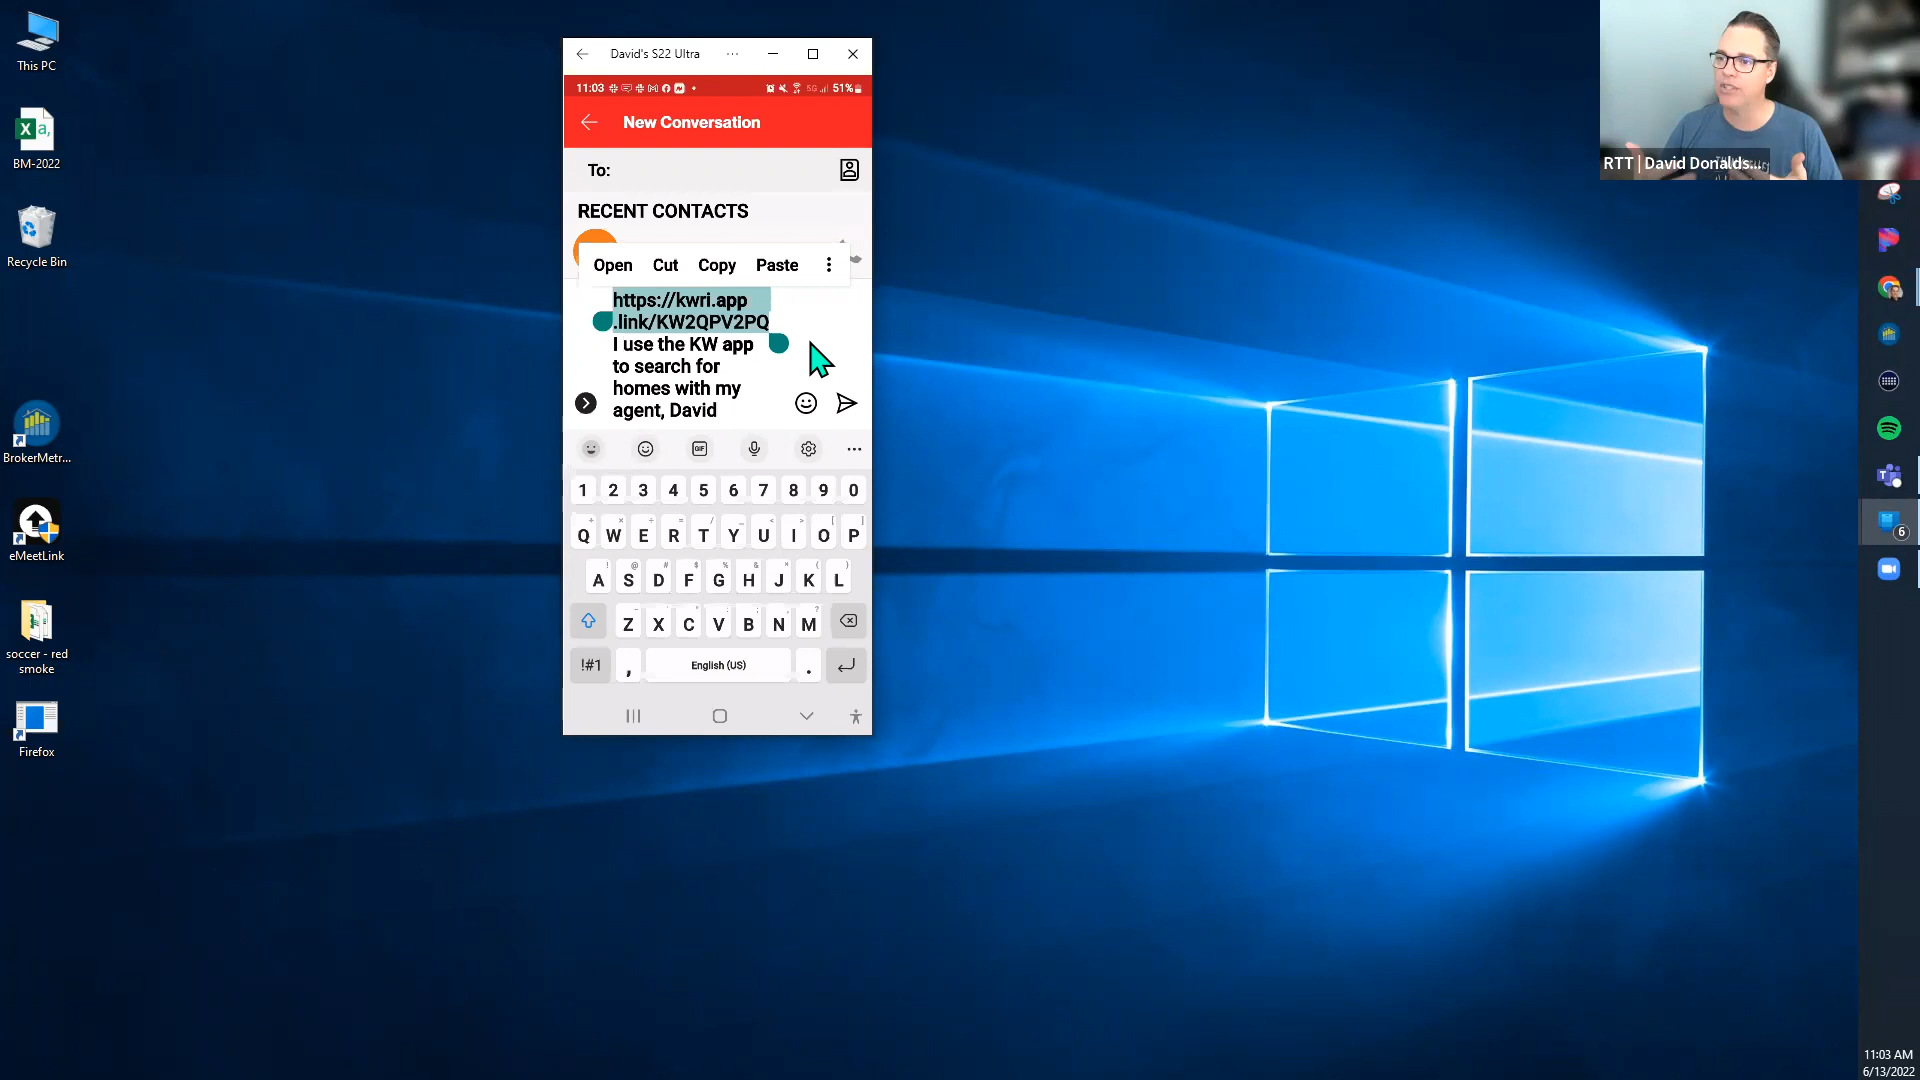 This PC
BM-2022
Recycle Bin
BrokerMetr...
eMeetLink
soccer - red
smoke
Firefox
David's S22 Ultra
11:03
5G
51%
New Conversation
To:
RECENT CONTACTS
Open Cut Copy Paste
https://kwri.app
.link/KW2QPV2PQ
I use the KW app
to search for
homes with my
agent, David
GIF
1 2 3 4 5 6 7 8 9 0
Q W E R T Y U I O P
A S D F G H J K L
Z X C V B N M
!#1 , English (US) .
RTT | David Donalds...
6
11:03 AM
6/13/2022